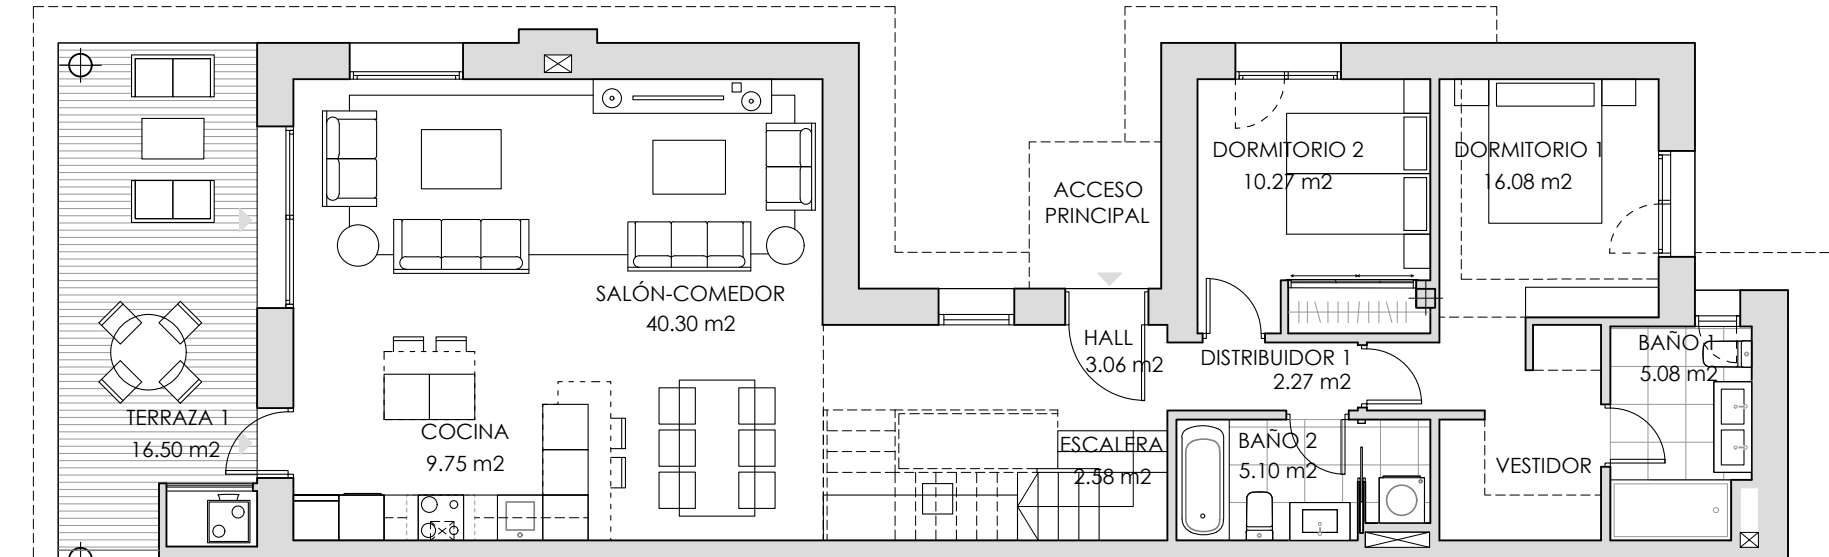 DORMITORIO 2
10.27 m2
DORMITORIO 1
16.08 m2
ACCESO
PRINCIPAL
SALÓN-COMEDOR
40.30 m2
HALL
3.06 m2
DISTRIBUIDOR 1
2.27 m2
BAÑO 1
5.08 m2
TERRAZA 1
16.50 m2
COCINA
9.75 m2
ESCALERA
2.58 m2
BAÑO 2
5.10 m2
VESTIDOR